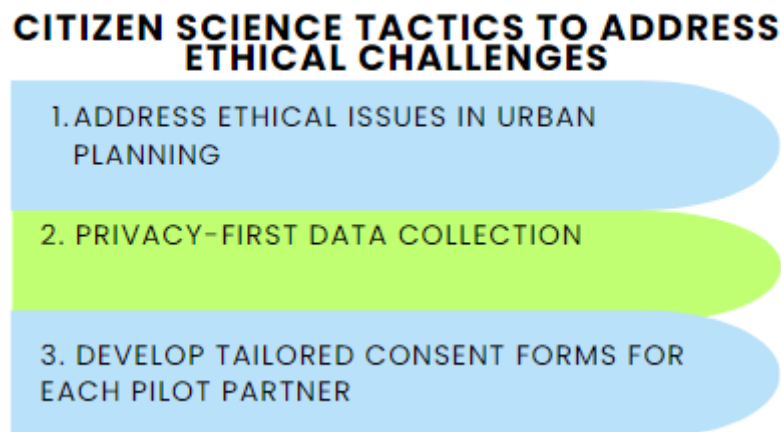 CITIZEN SCIENCE TACTICS TO ADDRESS
ETHICAL CHALLENGES
1. ADDRESS ETHICAL ISSUES IN URBAN
PLANNING
2. PRIVACY-FIRST DATA COLLECTION
3. DEVELOP TAILORED CONSENT FORMS FOR
EACH PILOT PARTNER